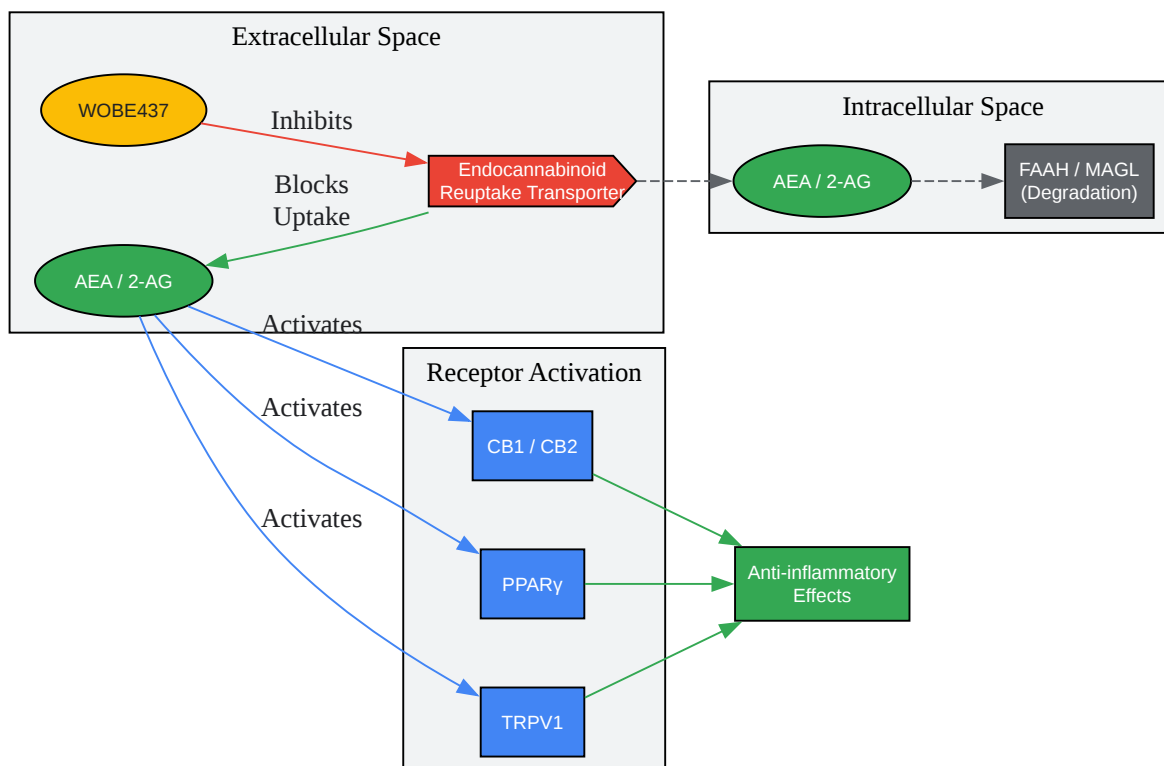 Extracellular Space
WOBE437
Inhibits
Endocannabinoid
Reuptake Transporter
Blocks
Uptake
AEA / 2-AG
Intracellular Space
AEA / 2-AG
FAAH / MAGL
(Degradation)
Activates
Activates
Activates
Receptor Activation
CB1 / CB2
PPARγ
TRPV1
Anti-inflammatory
Effects